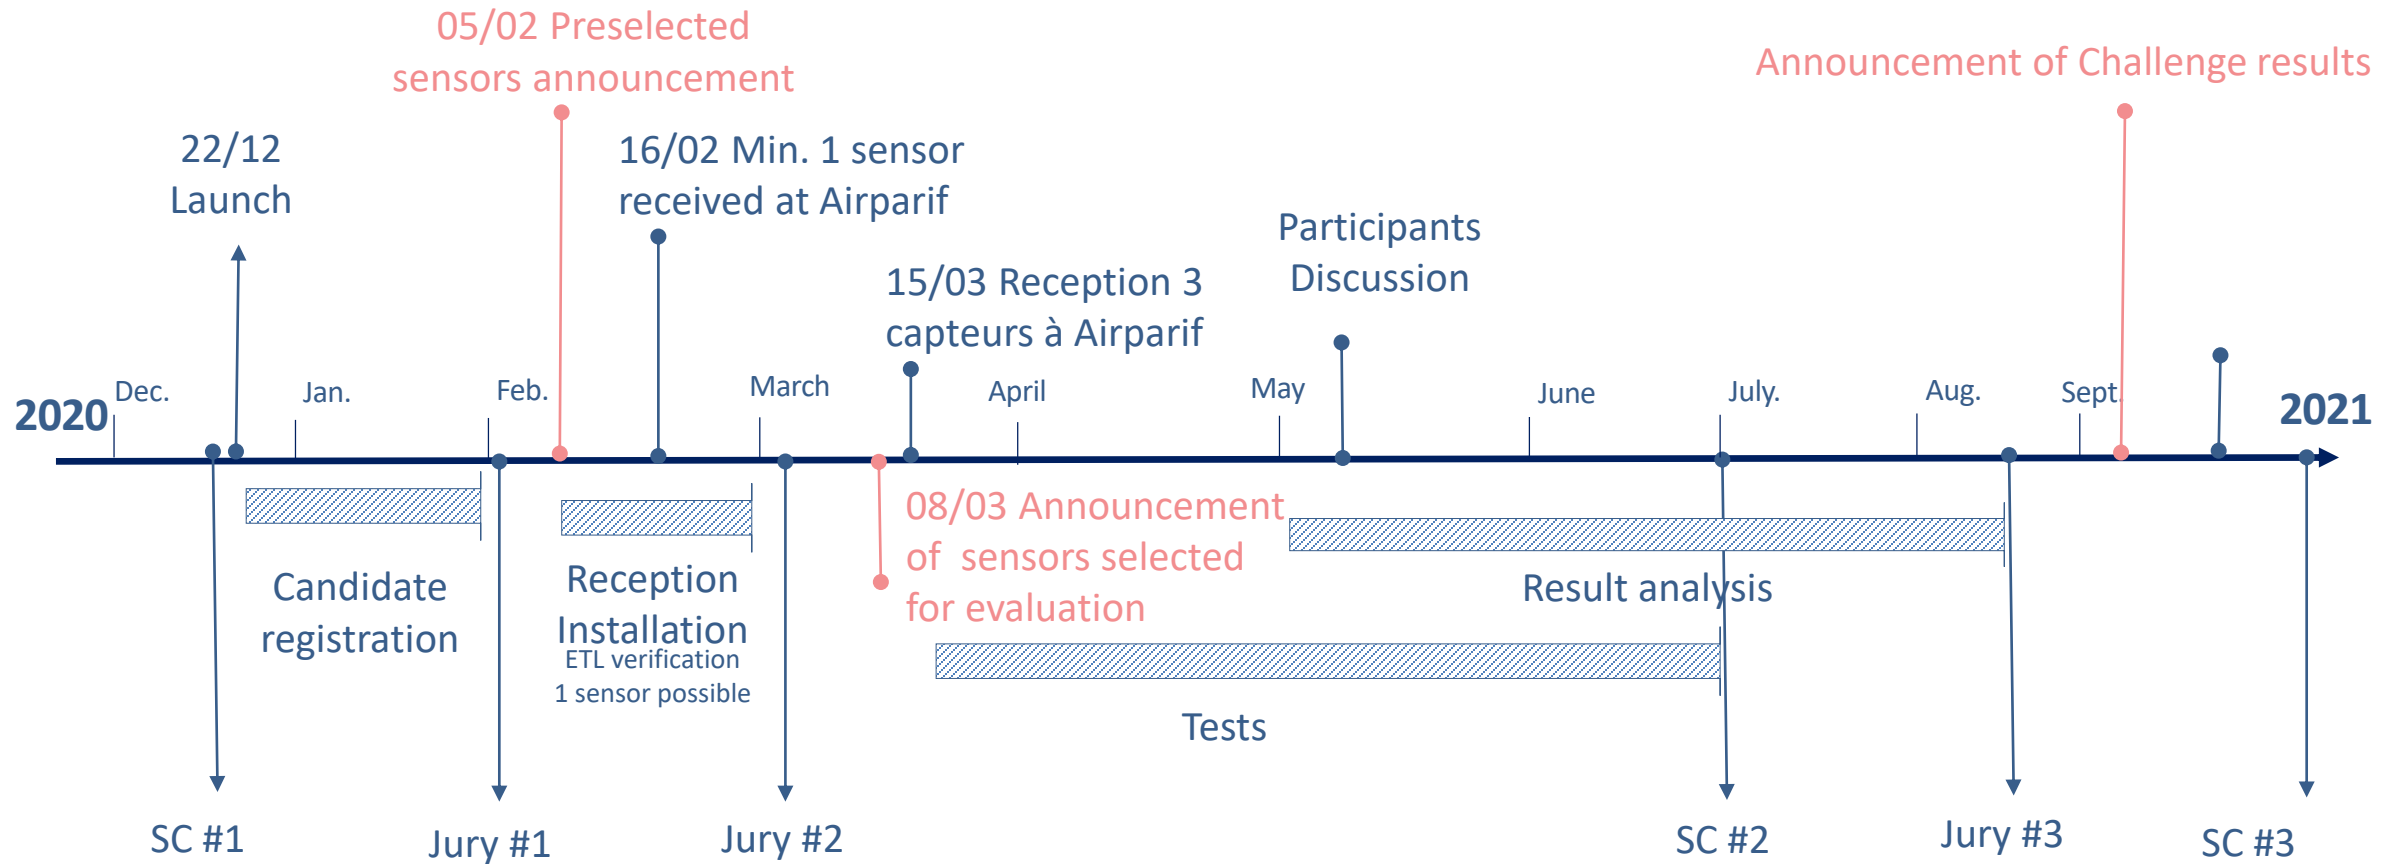 05/02 Preselected
sensors announcement
Announcement of Challenge results
22/12
Launch
16/02 Min. 1 sensor
received at Airparif
Participants
Discussion
15/03 Reception 3
capteurs à Airparif
2020
Dec.
Jan.
Feb.
March
April
May
June
July.
Aug.
Sept.
2021
08/03 Announcement
of sensors selected
for evaluation
Candidate
registration
Reception
Installation
ETL verification
1 sensor possible
Result analysis
Tests
SC #1
Jury #1
Jury #2
SC #2
Jury #3
SC #3